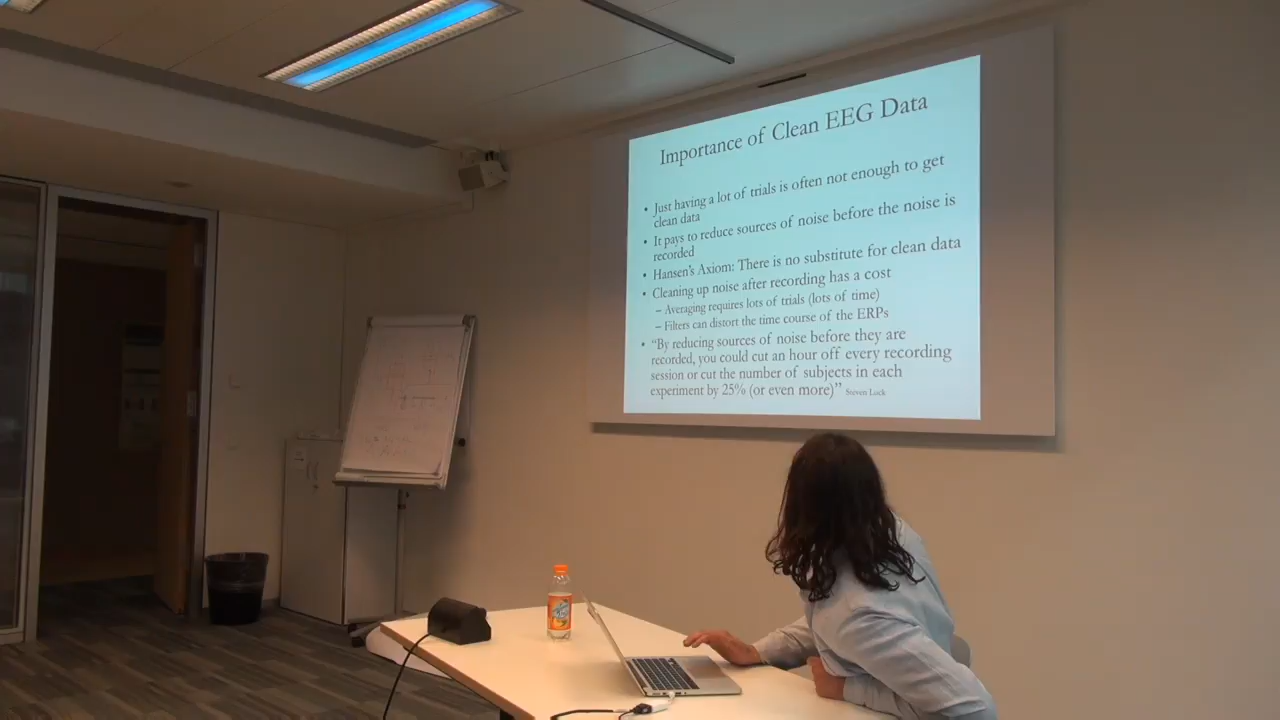 Importance of Clean EEG Data
• Just having a lot of trials is often not enough to get
clean data
• It pays to reduce sources of noise before the noise is
recorded
• Hansen's Axiom: There is no substitute for clean data
• Cleaning up noise after recording has a cost
– Averaging requires lots of trials (lots of time)
– Filters can distort the time course of the ERPs
• "By reducing sources of noise before they are
recorded, you could cut an hour off every recording
session or cut the number of subjects in each
experiment by 25% (or even more)" Steven Luck